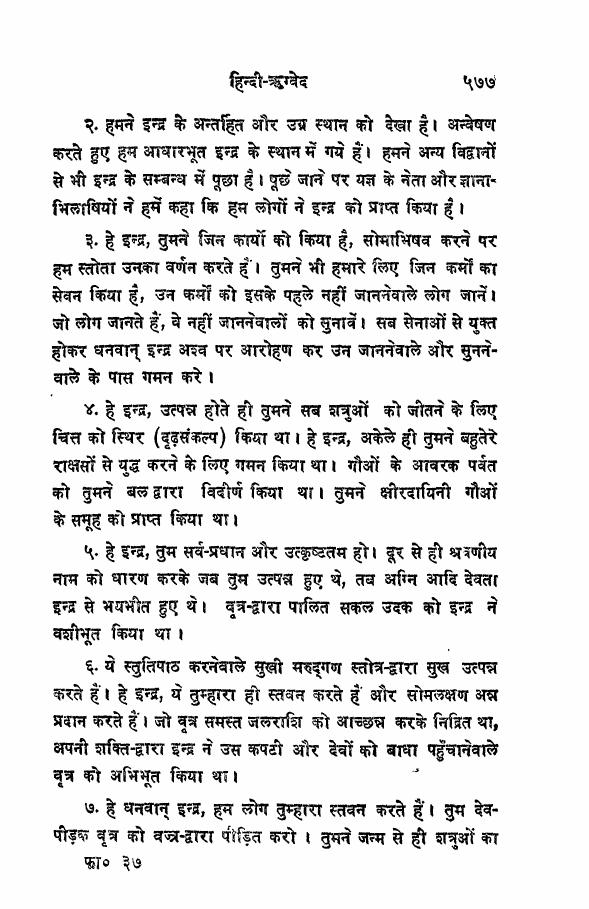 हिन्दी-ऋग्वेद ५७७
२. हमने इन्द्र के अन्तर्हित और उग्र स्थान को देखा है। अन्वेषण
करते हुए हम आधारभूत इन्द्र के स्थान में गये हैं। हमने अन्य विद्वानों
से भी इन्द्र के सम्बन्ध में पूछा है। पूछे जाने पर यज्ञ के नेता और ज्ञाना-
भिलाषियों ने हमें कहा कि हम लोगों ने इन्द्र को प्राप्त किया है।
३. हे इन्द्र, तुमने जिन कार्यों को किया है, सोमाभिषव करने पर
हम स्तोता उनका वर्णन करते हैं। तुमने भी हमारे लिए जिन कर्मों का
सेवन किया है, उन कर्मों को इसके पहले नहीं जाननेवाले लोग जानें।
जो लोग जानते हैं, वे नहीं जाननेवालों को सुनावें। सब सेनाओं से युक्त
होकर धनवान् इन्द्र अश्व पर आरोहण कर उन जाननेवाले और सुनने-
वाले के पास गमन करे।
४. हे इन्द्र, उत्पन्न होते ही तुमने सब शत्रुओं को जीतने के लिए
चित्त को स्थिर (दृढ़संकल्प) किया था। हे इन्द्र, अकेले ही तुमने बहुतेरे
राक्षसों से युद्ध करने के लिए गमन किया था। गौओं के आवरक पर्वत
को तुमने बल द्वारा विदीर्ण किया था। तुमने क्षीरदायिनी गौओं
के समूह को प्राप्त किया था।
५. हे इन्द्र, तुम सर्व-प्रधान और उत्कृष्टतम हो। दूर से ही श्रवणीय
नाम को धारण करके जब तुम उत्पन्न हुए थे, तब अग्नि आदि देवता
इन्द्र से भयभीत हुए थे। वृत्र-द्वारा पालित सकल उदक को इन्द्र ने
वशीभूत किया था।
६. ये स्तुतिपाठ करनेवाले सुखी मरुद्गण स्तोत्र-द्वारा सुख उत्पन्न
करते हैं। हे इन्द्र, ये तुम्हारा ही स्तवन करते हैं और सोमलक्षण अन्न
प्रदान करते हैं। जो वृत्र समस्त जलराशि को आच्छन्न करके निद्रित था,
अपनी शक्ति-द्वारा इन्द्र ने उस कपटी और देवों को बाधा पहुँचानेवाले
वृत्र को अभिभूत किया था।
७. हे धनवान् इन्द्र, हम लोग तुम्हारा स्तवन करते हैं। तुम देव-
पीड़क वृत्र को वज्र-द्वारा पीड़ित करो। तुमने जन्म से ही शत्रुओं का
फा० ३७